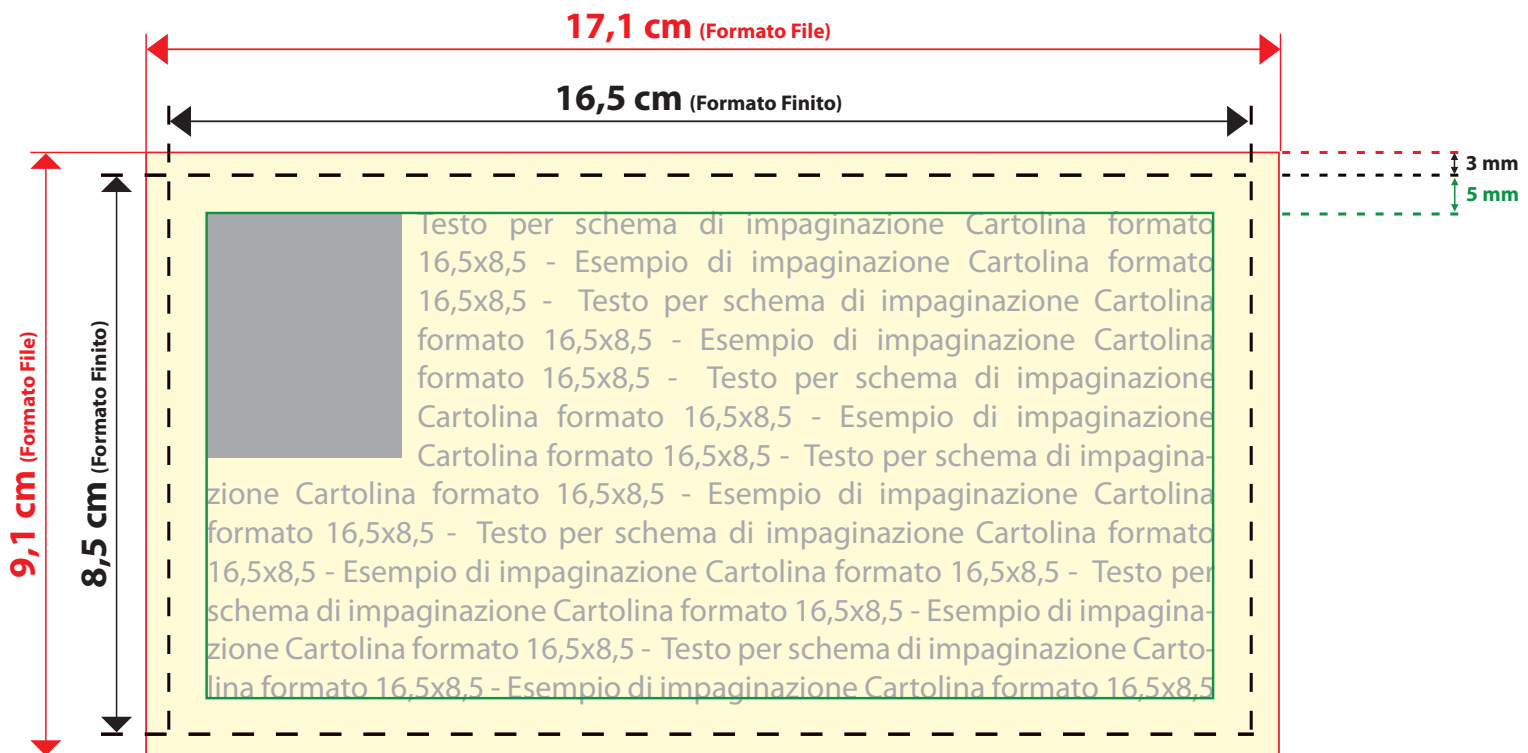 17,1 cm (Formato File)
16,5 cm (Formato Finito)
3 mm
5 mm
9,1 cm (Formato File)
8,5 cm (Formato Finito)
Testo per schema di impaginazione Cartolina formato
16,5x8,5 - Esempio di impaginazione Cartolina formato
16,5x8,5 - Testo per schema di impaginazione Cartolina
formato 16,5x8,5 - Esempio di impaginazione Cartolina
formato 16,5x8,5 - Testo per schema di impaginazione
Cartolina formato 16,5x8,5 - Esempio di impaginazione
Cartolina formato 16,5x8,5 - Testo per schema di impagina-
zione Cartolina formato 16,5x8,5 - Esempio di impaginazione Cartolina
formato 16,5x8,5 - Testo per schema di impaginazione Cartolina formato
16,5x8,5 - Esempio di impaginazione Cartolina formato 16,5x8,5 - Testo per
schema di impaginazione Cartolina formato 16,5x8,5 - Esempio di impagina-
zione Cartolina formato 16,5x8,5 - Testo per schema di impaginazione Carto-
lina formato 16,5x8,5 - Esempio di impaginazione Cartolina formato 16,5x8,5